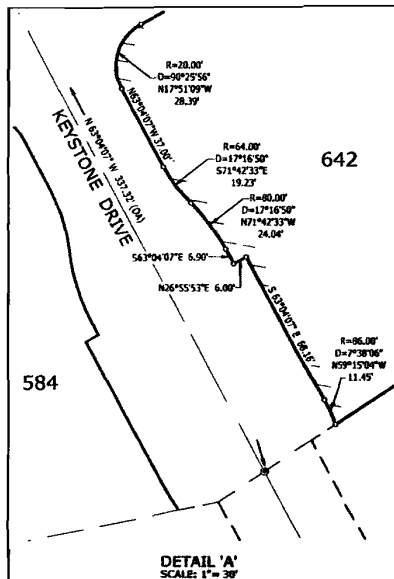 R=20.00'
D=90°25'56"
N17°51'09"W
28.39'
N63°04'07"W 37.00'
R=64.00'
D=17°16'50"
S71°42'33"E
19.23'
642
N 63°04'07" W 337.32' (OA)
KEYSTONE DRIVE
R=80.00'
D=17°16'50"
N71°42'33"W
24.04'
S63°04'07"E 6.90'
N26°55'53"E 6.00'
S 63°04'07" E 66.16'
R=86.00'
D=7°38'06"
N59°15'04"W
11.45'
584
DETAIL 'A'
SCALE: 1"= 30'